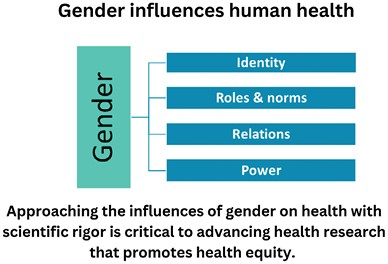 Gender influences human health
Gender
Identity
Roles & norms
Relations
Power
Approaching the influences of gender on health with
scientific rigor is critical to advancing health research
that promotes health equity.